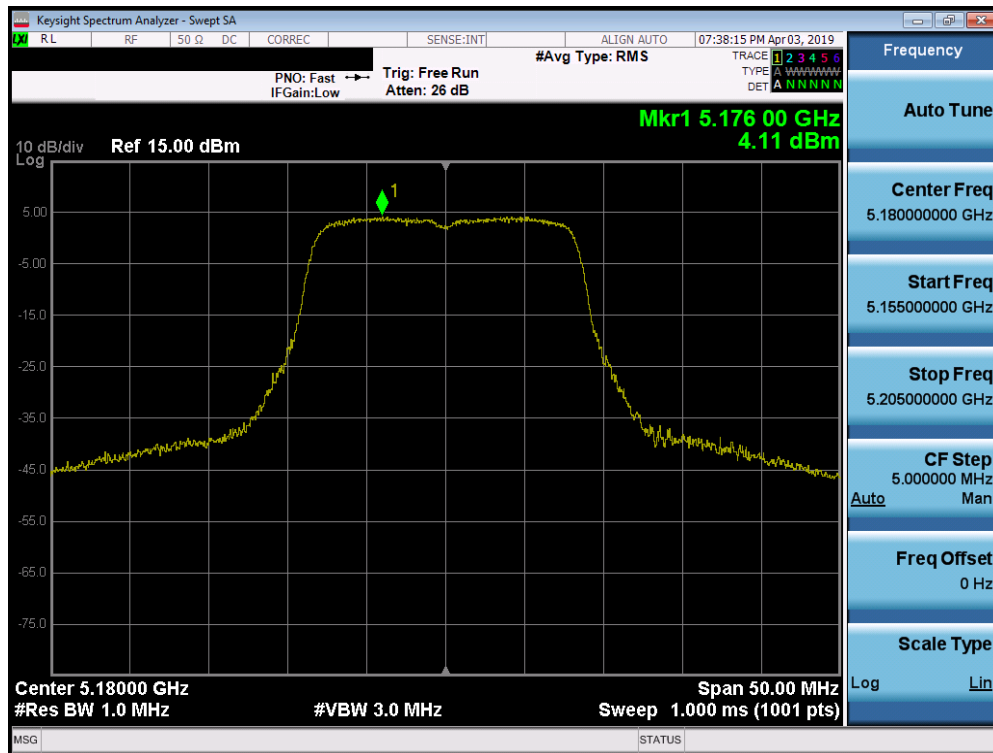 Keysight Spectrum Analyzer - Swept SA
LXI RL RF 50 Ω DC CORREC SENSE:INT ALIGN AUTO 07:38:15 PM Apr 03, 2019
Frequency
#Avg Type: RMS
TRACE 1 2 3 4 5 6
PNO: Fast Trig: Free Run
TYPE A WWWWW
IFGain:Low Atten: 26 dB
DET A N N N N N
Auto Tune
Mkr1 5.176 00 GHz
4.11 dBm
10 dB/div Ref 15.00 dBm
Log
1
5.00
-5.00
-15.0
-25.0
-35.0
-45.0
-55.0
-65.0
-75.0
Center Freq
5.180000000 GHz
Start Freq
5.155000000 GHz
Stop Freq
5.205000000 GHz
CF Step
5.000000 MHz
Auto Man
Freq Offset
0 Hz
Scale Type
Log Lin
Center 5.18000 GHz Span 50.00 MHz
#Res BW 1.0 MHz #VBW 3.0 MHz Sweep 1.000 ms (1001 pts)
MSG STATUS